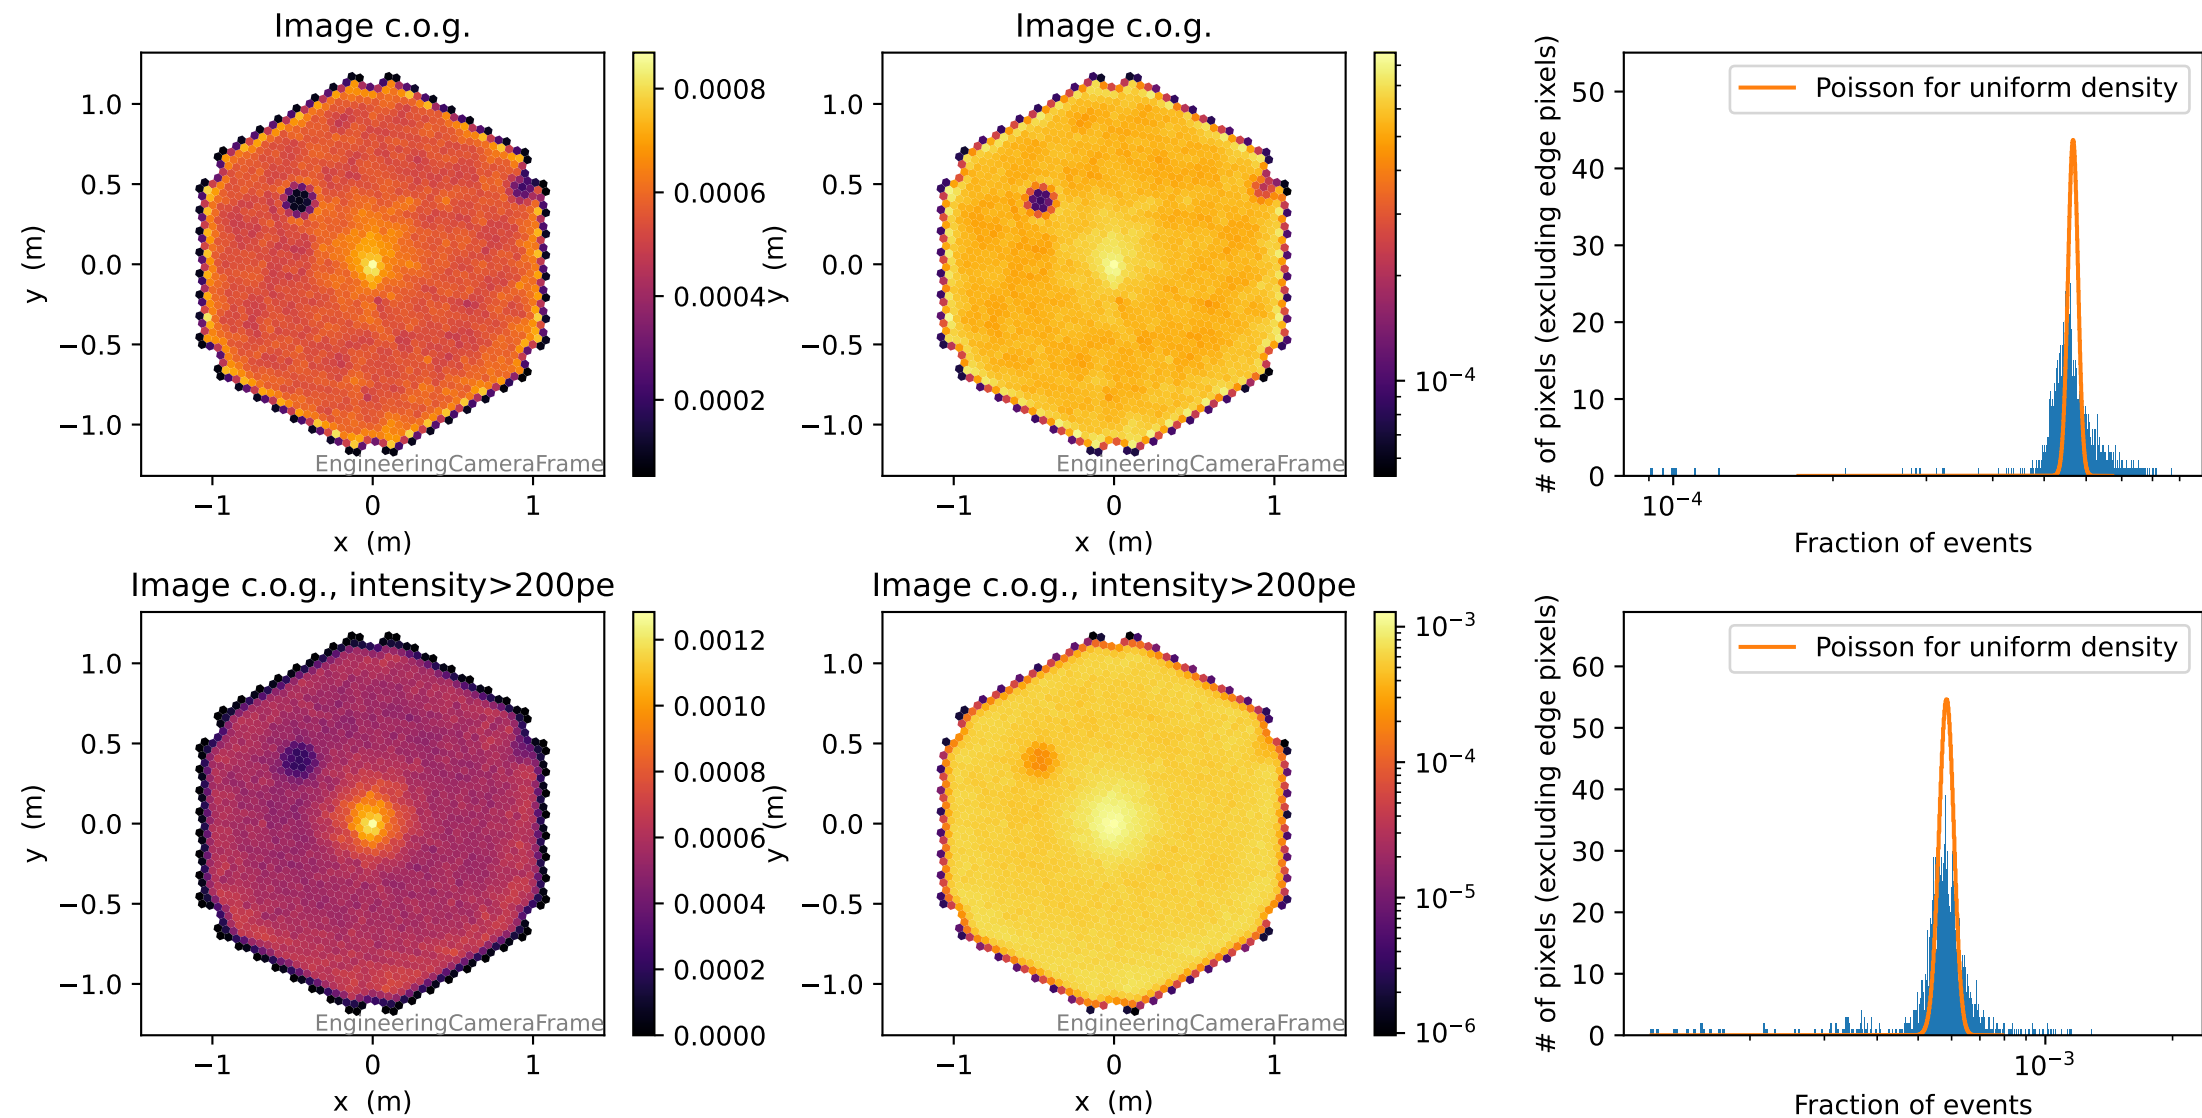 Image c.o.g.
1.0
0.5
0.0
−0.5
−1.0
y (m)
−1
0
1
x (m)
EngineeringCameraFrame
0.0008
0.0006
0.0004
0.0002
Image c.o.g.
1.0
0.5
0.0
−0.5
−1.0
y (m)
−1
0
1
x (m)
EngineeringCameraFrame
10⁻⁴
Poisson for uniform density
50
40
30
20
10
0
# of pixels (excluding edge pixels)
10⁻⁴
Fraction of events
Image c.o.g., intensity>200pe
1.0
0.5
0.0
−0.5
−1.0
y (m)
−1
0
1
x (m)
EngineeringCameraFrame
0.0012
0.0010
0.0008
0.0006
0.0004
0.0002
0.0000
Image c.o.g., intensity>200pe
1.0
0.5
0.0
−0.5
−1.0
y (m)
−1
0
1
x (m)
EngineeringCameraFrame
10⁻³
10⁻⁴
10⁻⁵
10⁻⁶
Poisson for uniform density
60
50
40
30
20
10
0
# of pixels (excluding edge pixels)
10⁻³
Fraction of events